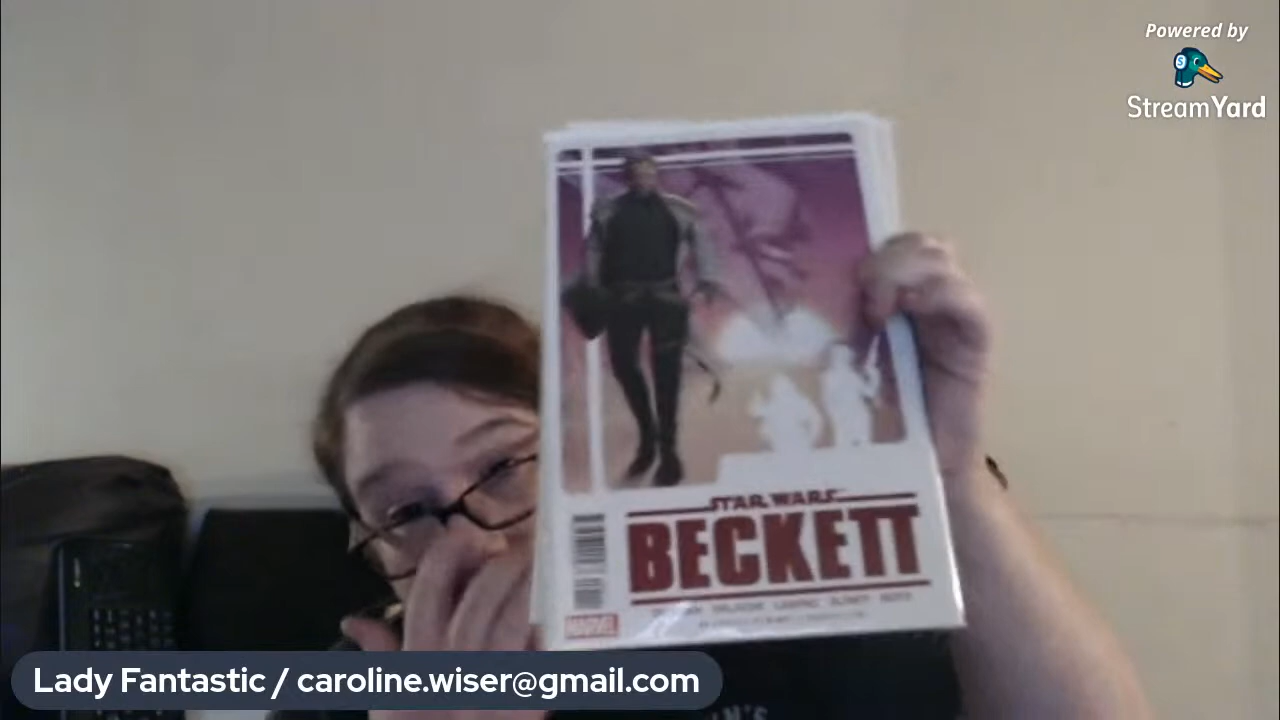 Powered by
StreamYard
STAR WARS
BECKETT
MARVEL
Lady Fantastic / caroline.wiser@gmail.com